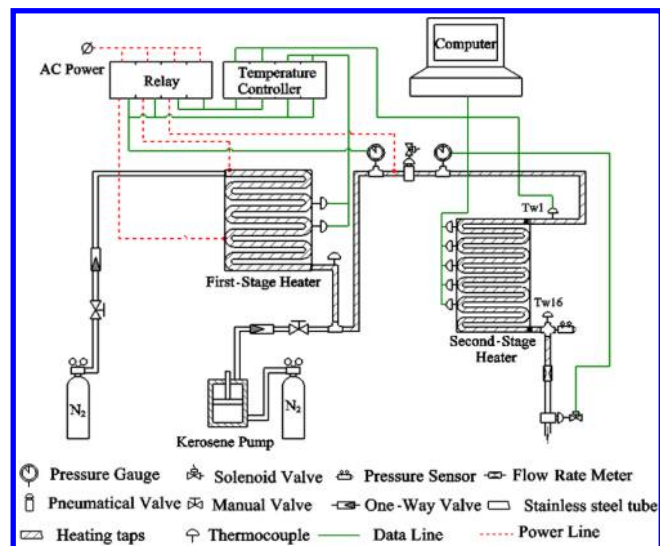 Computer
AC Power
Relay
Temperature
Controller
Tw1
First-Stage Heater
Tw16
Second-Stage
Heater
N2
N2
Kerosene Pump
Pressure Gauge
Solenoid Valve
Pressure Sensor
Flow Rate Meter
Pneumatical Valve
Manual Valve
One-Way Valve
Stainless steel tube
Heating taps
Thermocouple
Data Line
Power Line